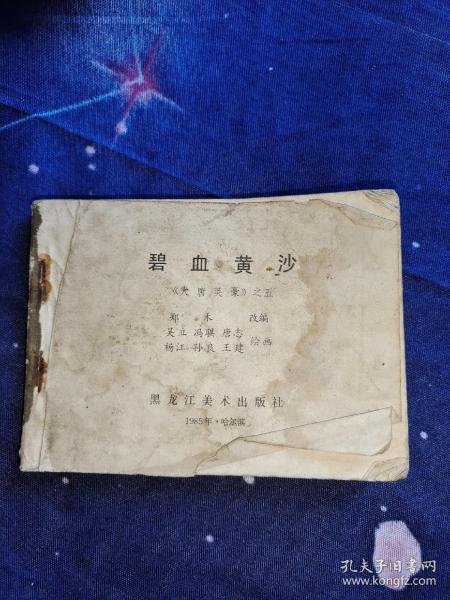 碧血黄沙
《大唐英豪》之五
郑禾 改编
吴立 冯骐 唐志
杨江 孙良 王建 绘画
黑龙江美术出版社
1985年·哈尔滨
孔夫子旧书网
www.kongfz.com